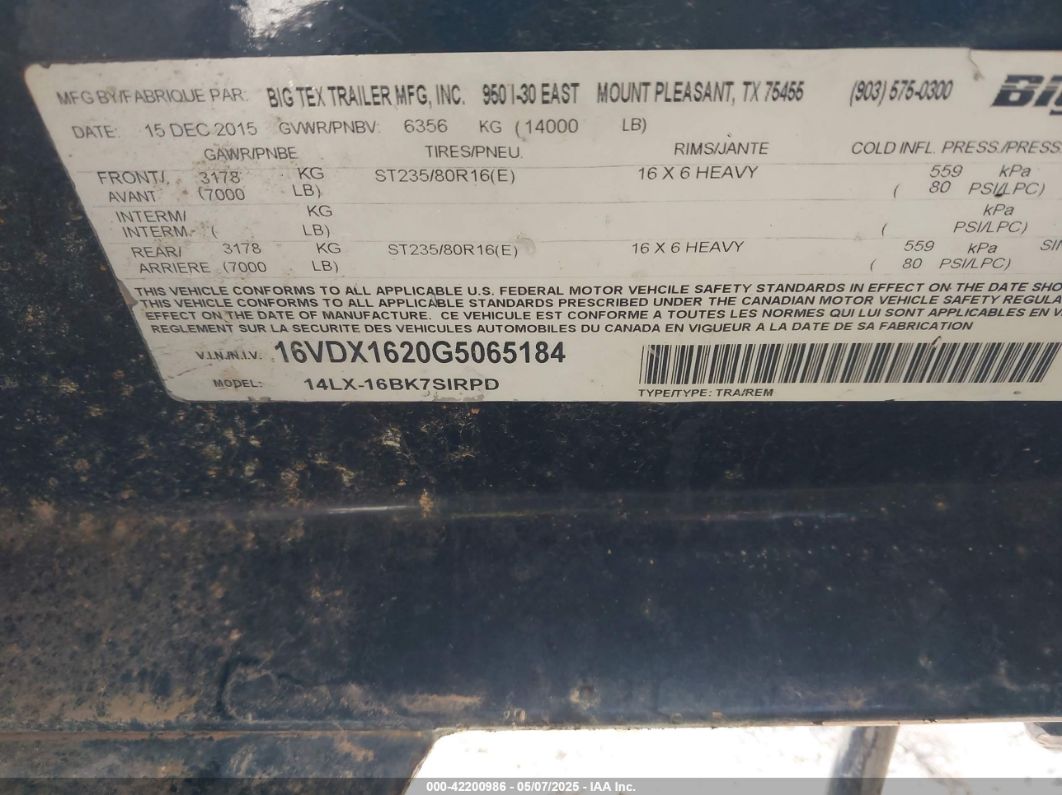 MFG BY/FABRIQUE PAR: BIG TEX TRAILER MFG, INC. 950 I-30 EAST MOUNT PLEASANT, TX 75455 (903) 575-0300 Big
DATE: 15 DEC 2015 GVWR/PNBV: 6356 KG (14000 LB)
GAWR/PNBE TIRES/PNEU. RIMS/JANTE COLD INFL. PRESS./PRESS
FRONT/ 3178 KG ST235/80R16(E) 16 X 6 HEAVY 559 kPa
AVANT (7000 LB) ( 80 PSI/LPC)
INTERM/ KG kPa
INTERM. ( LB) ( PSI/LPC)
REAR/ 3178 KG ST235/80R16(E) 16 X 6 HEAVY 559 kPa SIN
ARRIERE (7000 LB) ( 80 PSI/LPC)
THIS VEHICLE CONFORMS TO ALL APPLICABLE U.S. FEDERAL MOTOR VEHCILE SAFETY STANDARDS IN EFFECT ON THE DATE SHO
THIS VEHICLE CONFORMS TO ALL APPLICABLE STANDARDS PRESCRIBED UNDER THE CANADIAN MOTOR VEHICLE SAFETY REGULA
EFFECT ON THE DATE OF MANUFACTURE. CE VEHICULE EST CONFORME A TOUTES LES NORMES QUI LUI SONT APPLICABLES EN V
REGLEMENT SUR LA SECURITE DES VEHICULES AUTOMOBILES DU CANADA EN VIGUEUR A LA DATE DE SA FABRICATION
V.I.N./N.I.V. 16VDX1620G5065184
MODEL: 14LX-16BK7SIRPD
TYPE/TYPE: TRA/REM
000-42200986 - 05/07/2025 - IAA Inc.